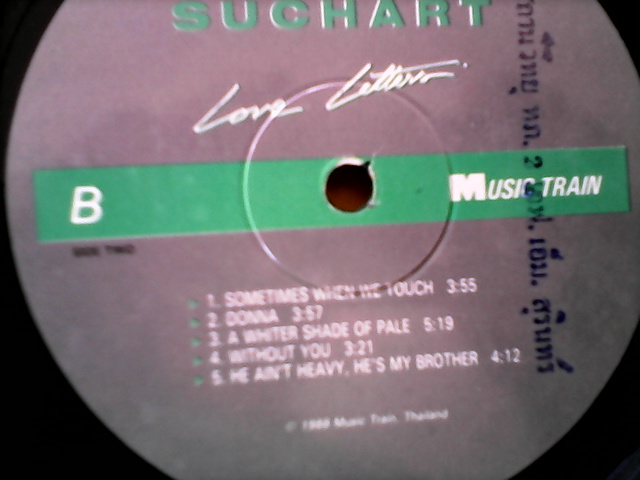 SUCHART
Love Letters
B
MUSIC TRAIN
SIDE TWO
1. SOMETIMES WHEN WE TOUCH 3:55
2. DONNA 3:57
3. A WHITER SHADE OF PALE 5:19
4. WITHOUT YOU 3:21
5. HE AIN'T HEAVY, HE'S MY BROTHER 4:12
© 1988 Music Train, Thailand